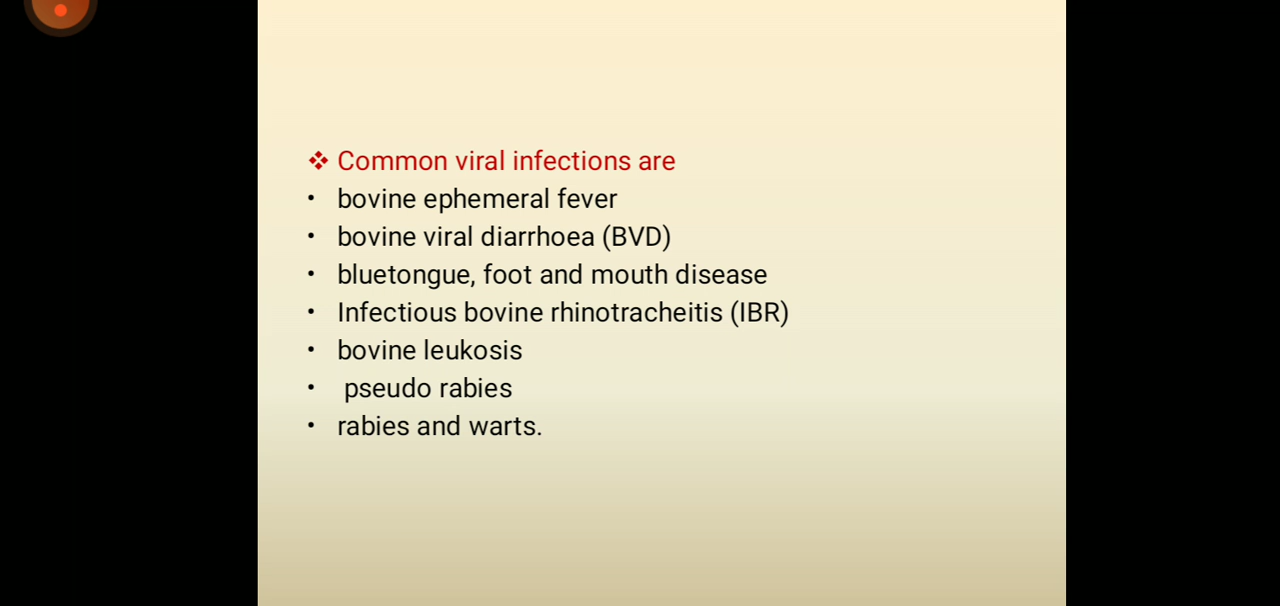 ❖ Common viral infections are
• bovine ephemeral fever
• bovine viral diarrhoea (BVD)
• bluetongue, foot and mouth disease
• Infectious bovine rhinotracheitis (IBR)
• bovine leukosis
• pseudo rabies
• rabies and warts.